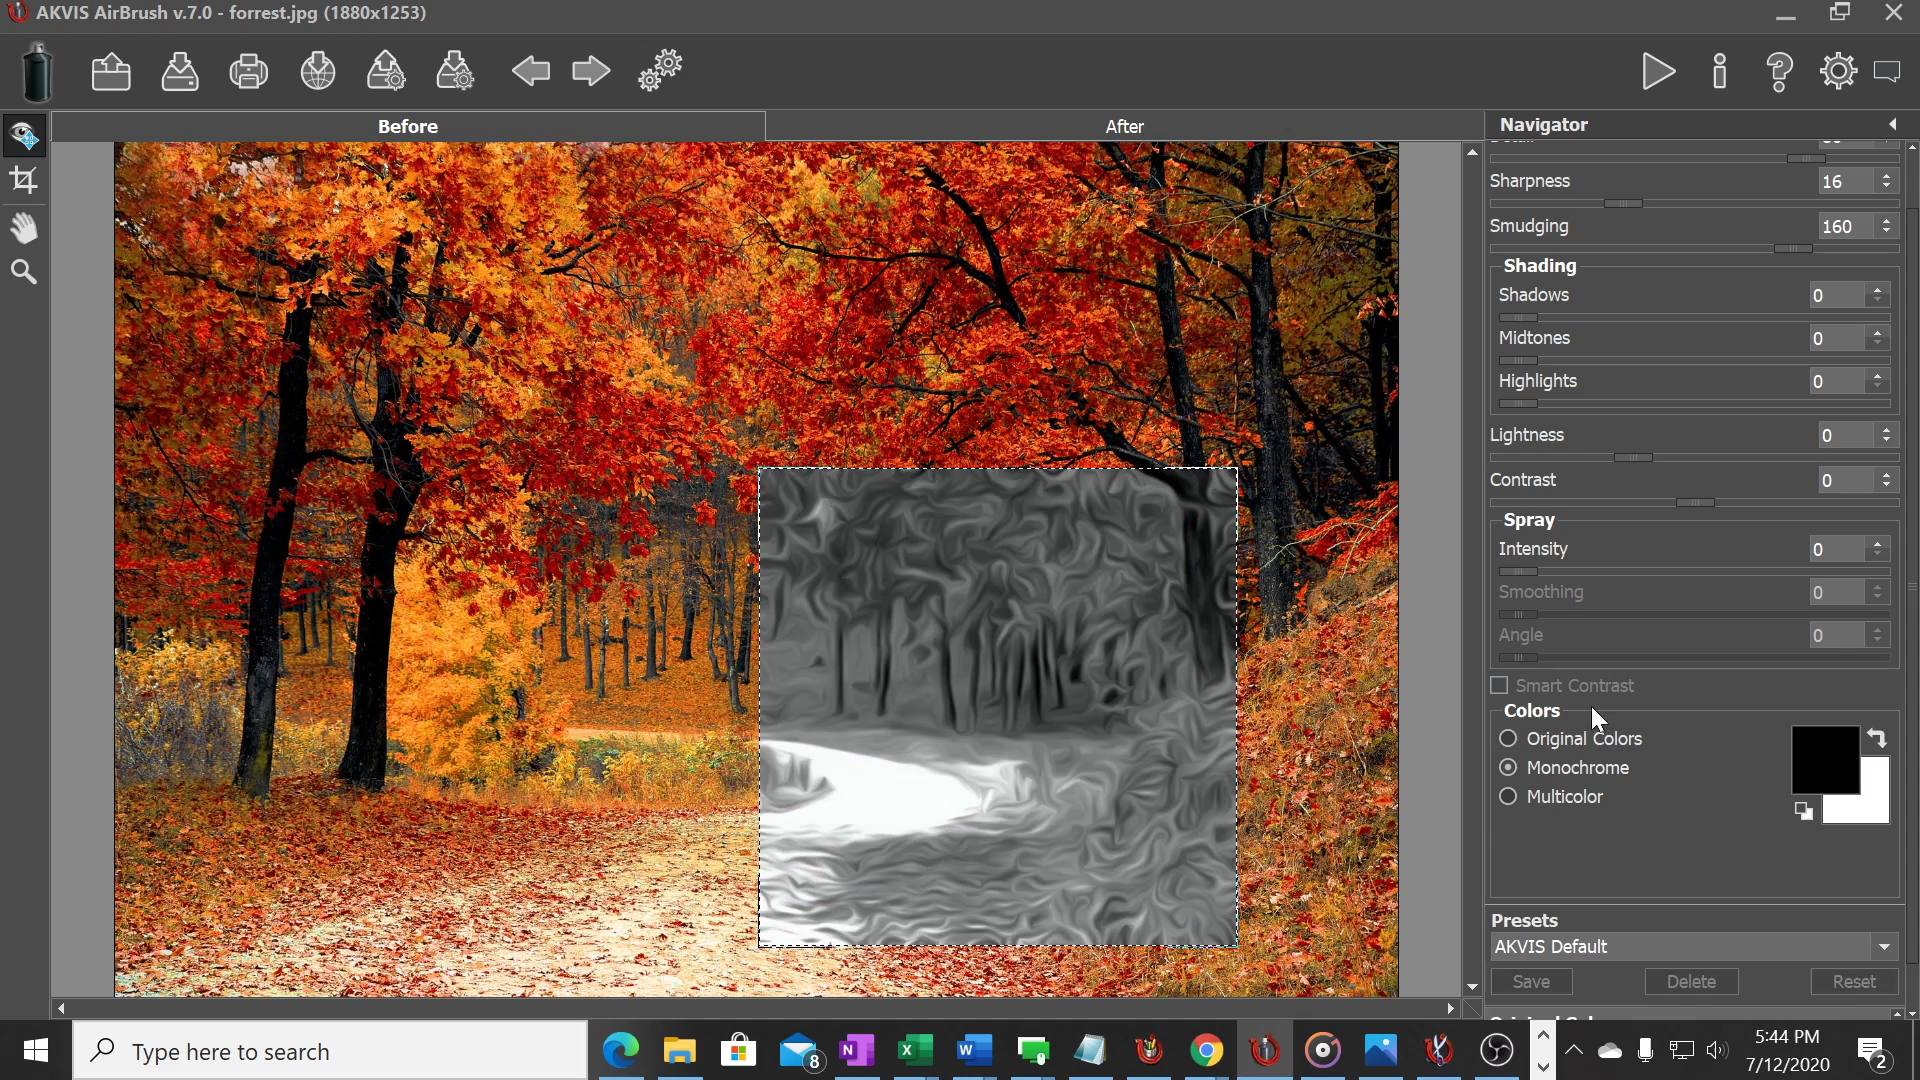 AKVIS AirBrush v.7.0 - forrest.jpg (1880x1253)
Before
After
Navigator
Sharpness 16
Smudging 160
Shading
Shadows 0
Midtones 0
Highlights 0
Lightness 0
Contrast 0
Spray
Intensity 0
Smoothing 0
Angle 0
Smart Contrast
Colors
Original Colors
Monochrome
Multicolor
Presets
AKVIS Default
Save
Delete
Reset
Type here to search
8
5:44 PM
7/12/2020
2